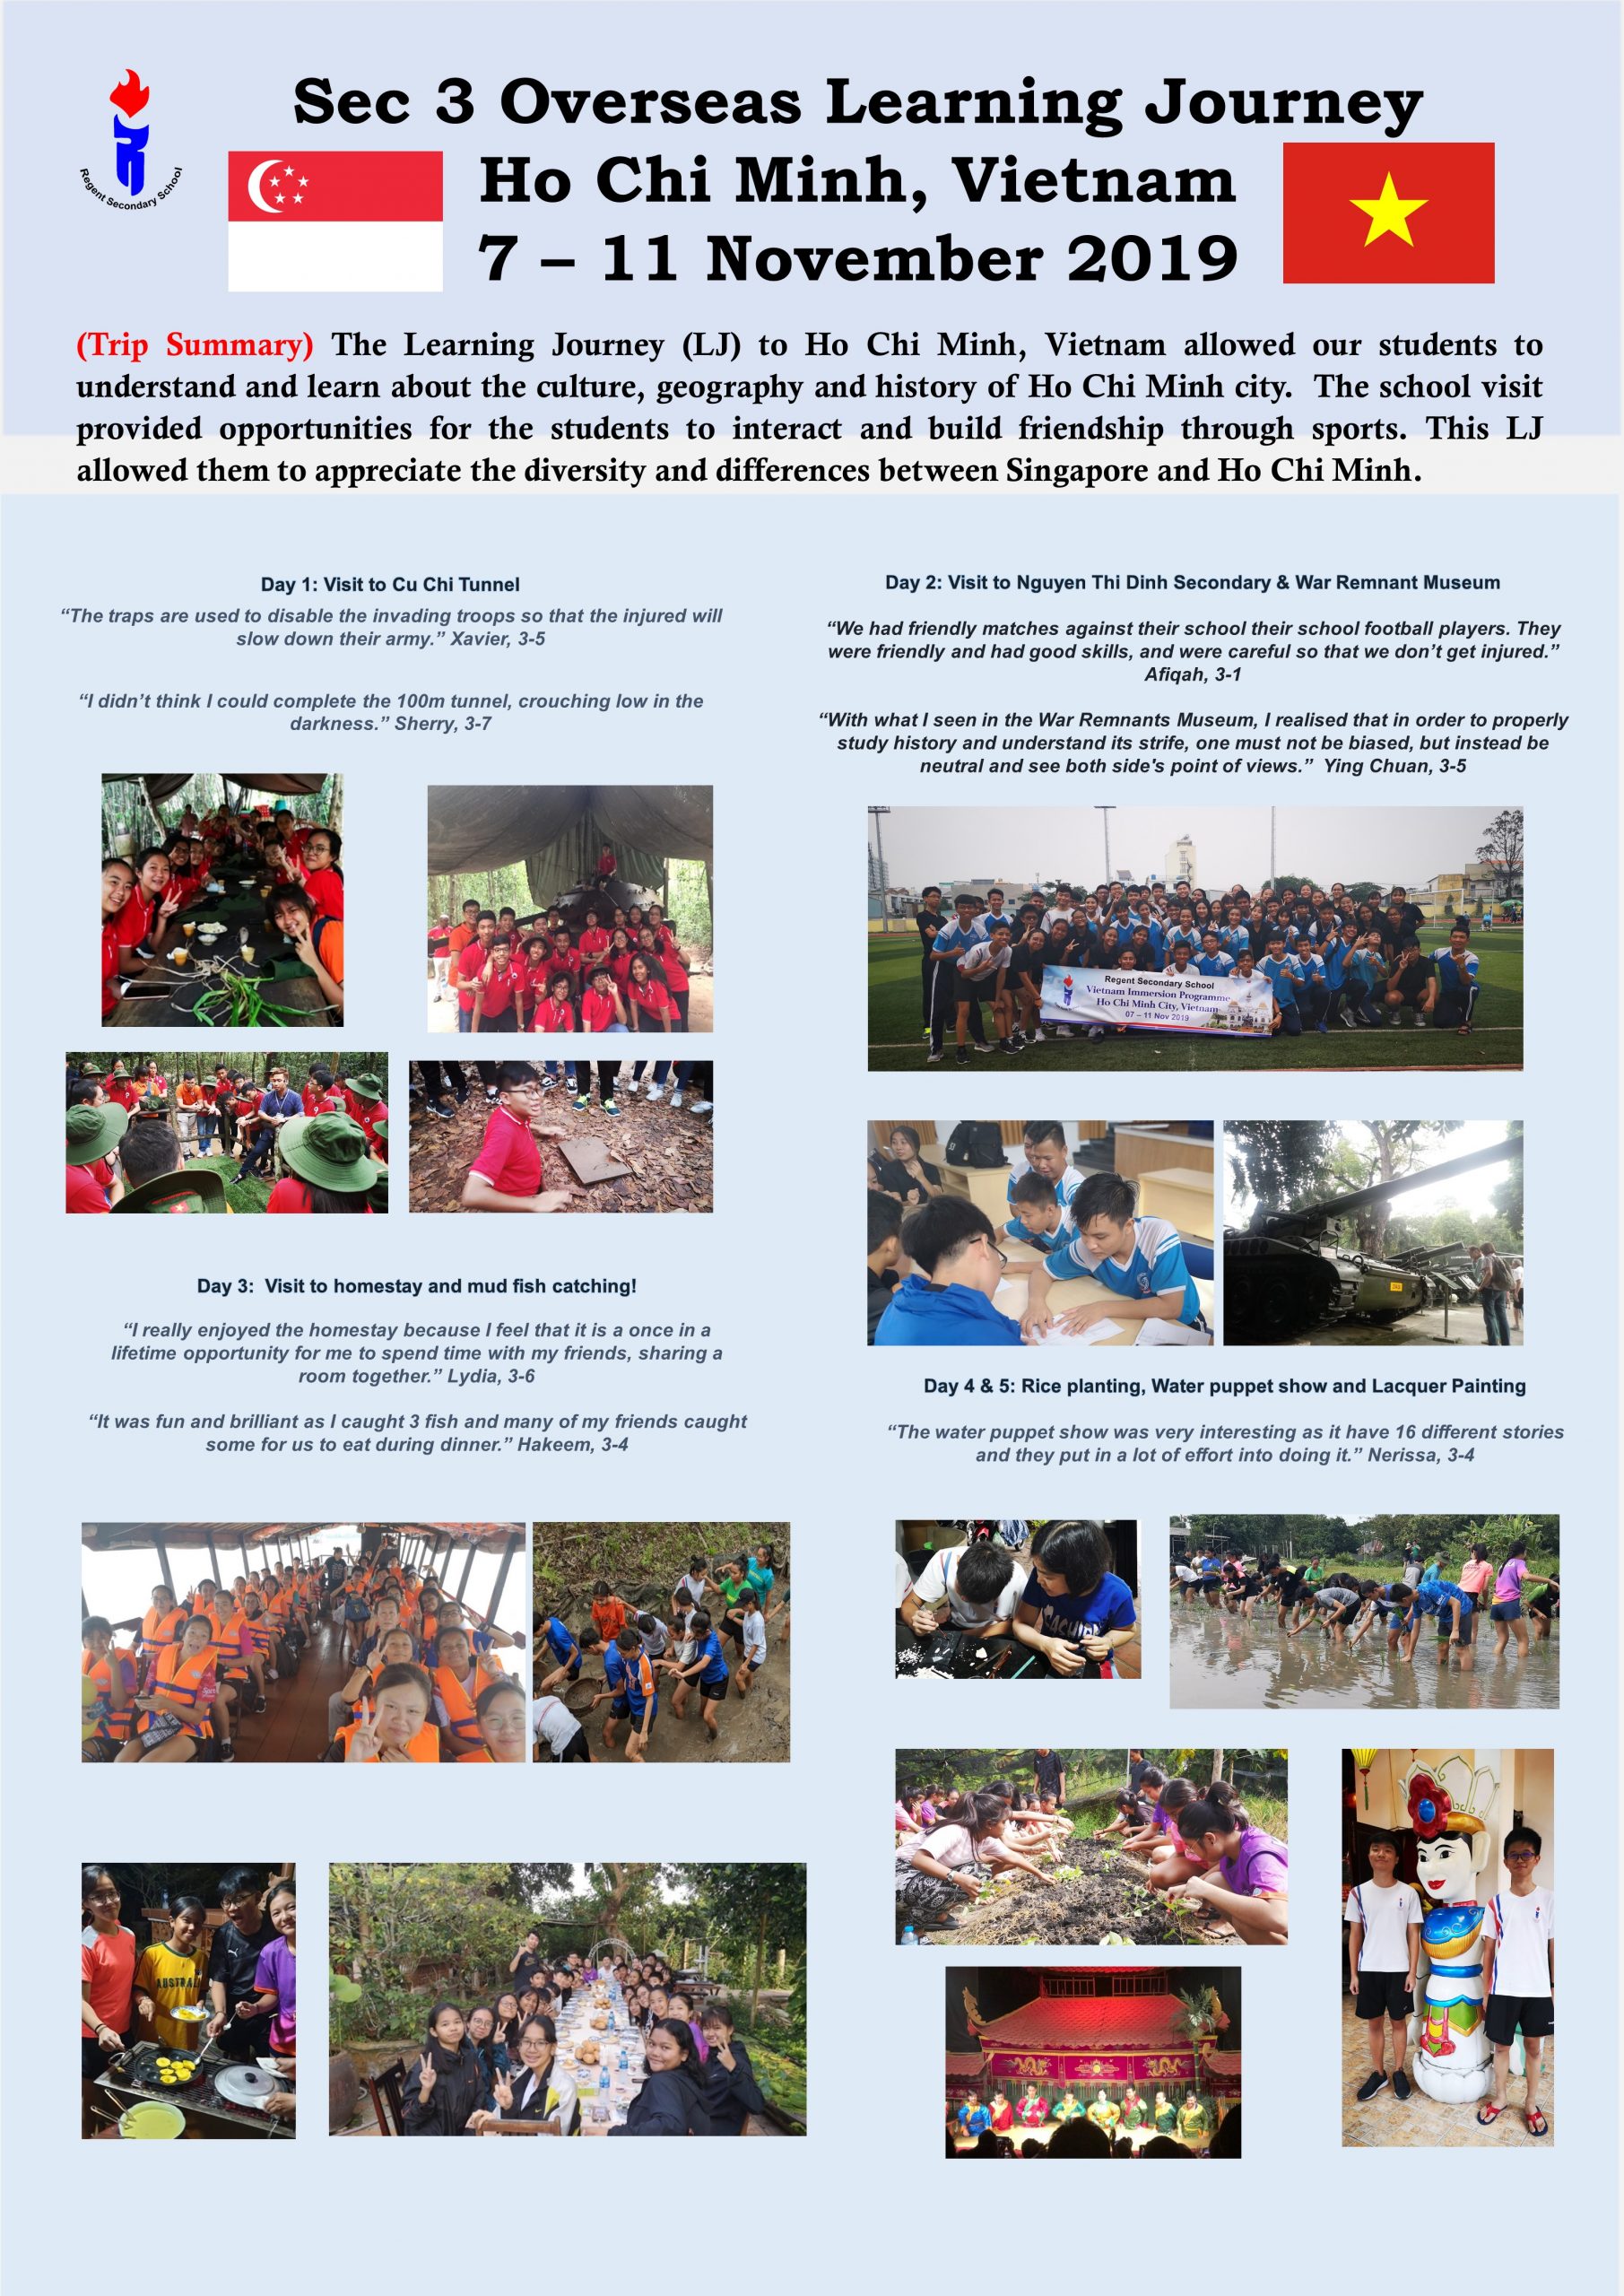 Regent Secondary School
Sec 3 Overseas Learning Journey
Ho Chi Minh, Vietnam
7 – 11 November 2019
(Trip Summary) The Learning Journey (LJ) to Ho Chi Minh, Vietnam allowed our students to
understand and learn about the culture, geography and history of Ho Chi Minh city. The school visit
provided opportunities for the students to interact and build friendship through sports. This LJ
allowed them to appreciate the diversity and differences between Singapore and Ho Chi Minh.
Day 1: Visit to Cu Chi Tunnel
“The traps are used to disable the invading troops so that the injured will
slow down their army.” Xavier, 3-5
“I didn’t think I could complete the 100m tunnel, crouching low in the
darkness.” Sherry, 3-7
Day 2: Visit to Nguyen Thi Dinh Secondary & War Remnant Museum
“We had friendly matches against their school their school football players. They
were friendly and had good skills, and were careful so that we don’t get injured.”
Afiqah, 3-1
“With what I seen in the War Remnants Museum, I realised that in order to properly
study history and understand its strife, one must not be biased, but instead be
neutral and see both side's point of views.” Ying Chuan, 3-5
Regent Secondary School
Vietnam Immersion Programme
Ho Chi Minh City, Vietnam
07 – 11 Nov 2019
Day 3: Visit to homestay and mud fish catching!
“I really enjoyed the homestay because I feel that it is a once in a
lifetime opportunity for me to spend time with my friends, sharing a
room together.” Lydia, 3-6
“It was fun and brilliant as I caught 3 fish and many of my friends caught
some for us to eat during dinner.” Hakeem, 3-4
Day 4 & 5: Rice planting, Water puppet show and Lacquer Painting
“The water puppet show was very interesting as it have 16 different stories
and they put in a lot of effort into doing it.” Nerissa, 3-4